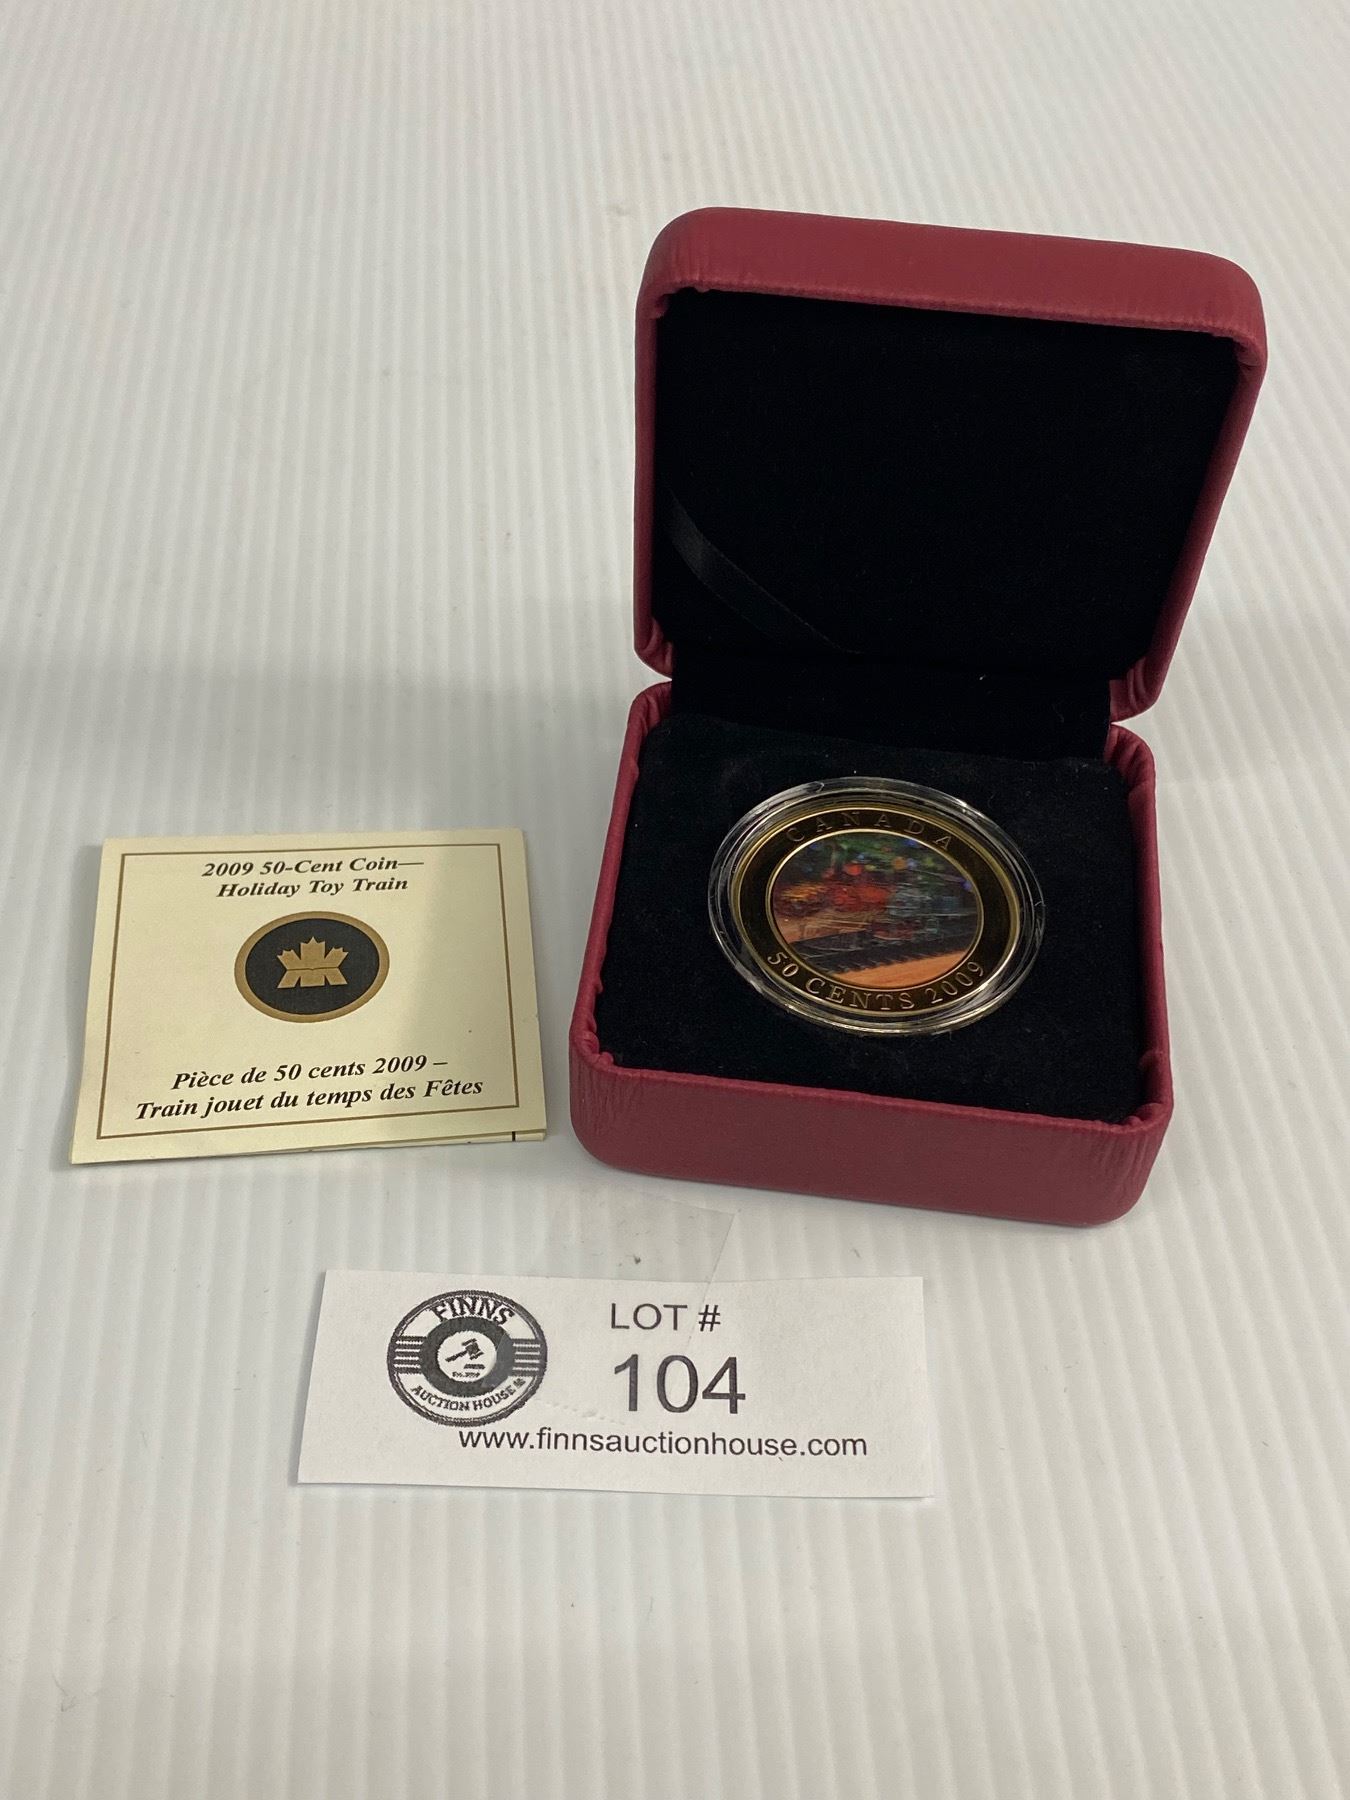 2009 50-Cent Coin—
Holiday Toy Train
Pièce de 50 cents 2009 –
Train jouet du temps des Fêtes
CANADA
50 CENTS 2009
FINNS
AUCTION HOUSE
LOT #
104
www.finnsauctionhouse.com